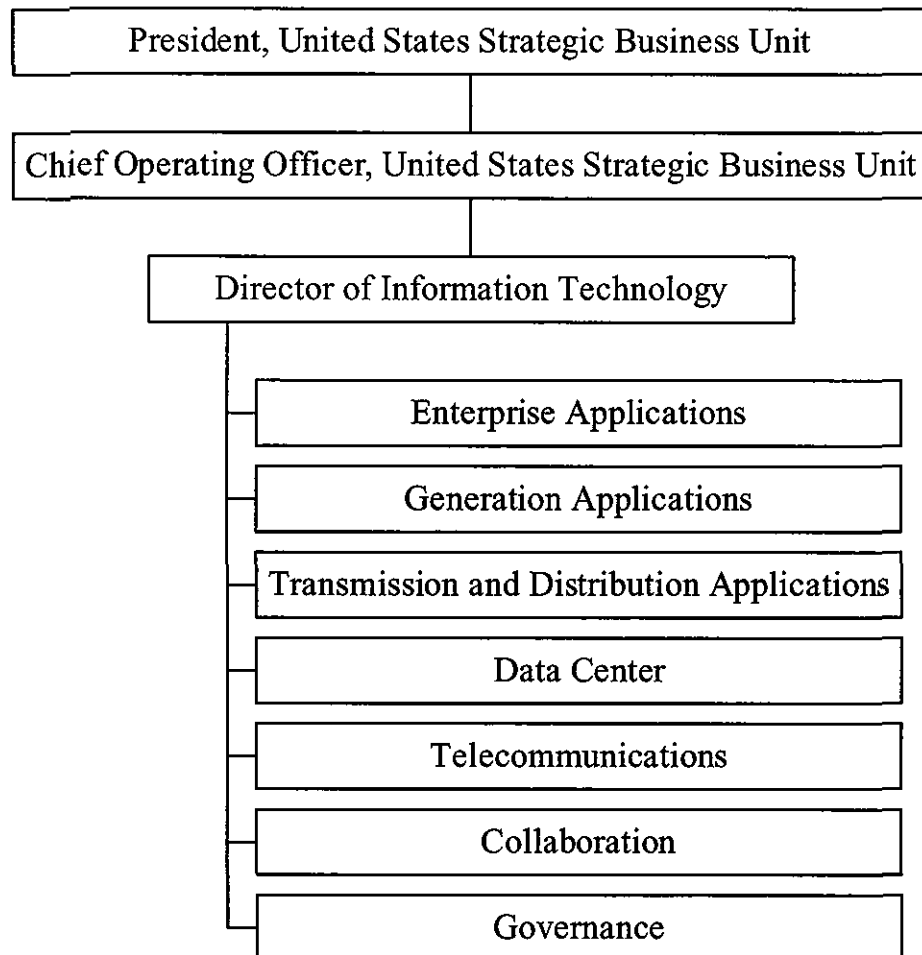 President, United States Strategic Business Unit
Chief Operating Officer, United States Strategic Business Unit
Director of Information Technology
Enterprise Applications
Generation Applications
Transmission and Distribution Applications
Data Center
Telecommunications
Collaboration
Governance